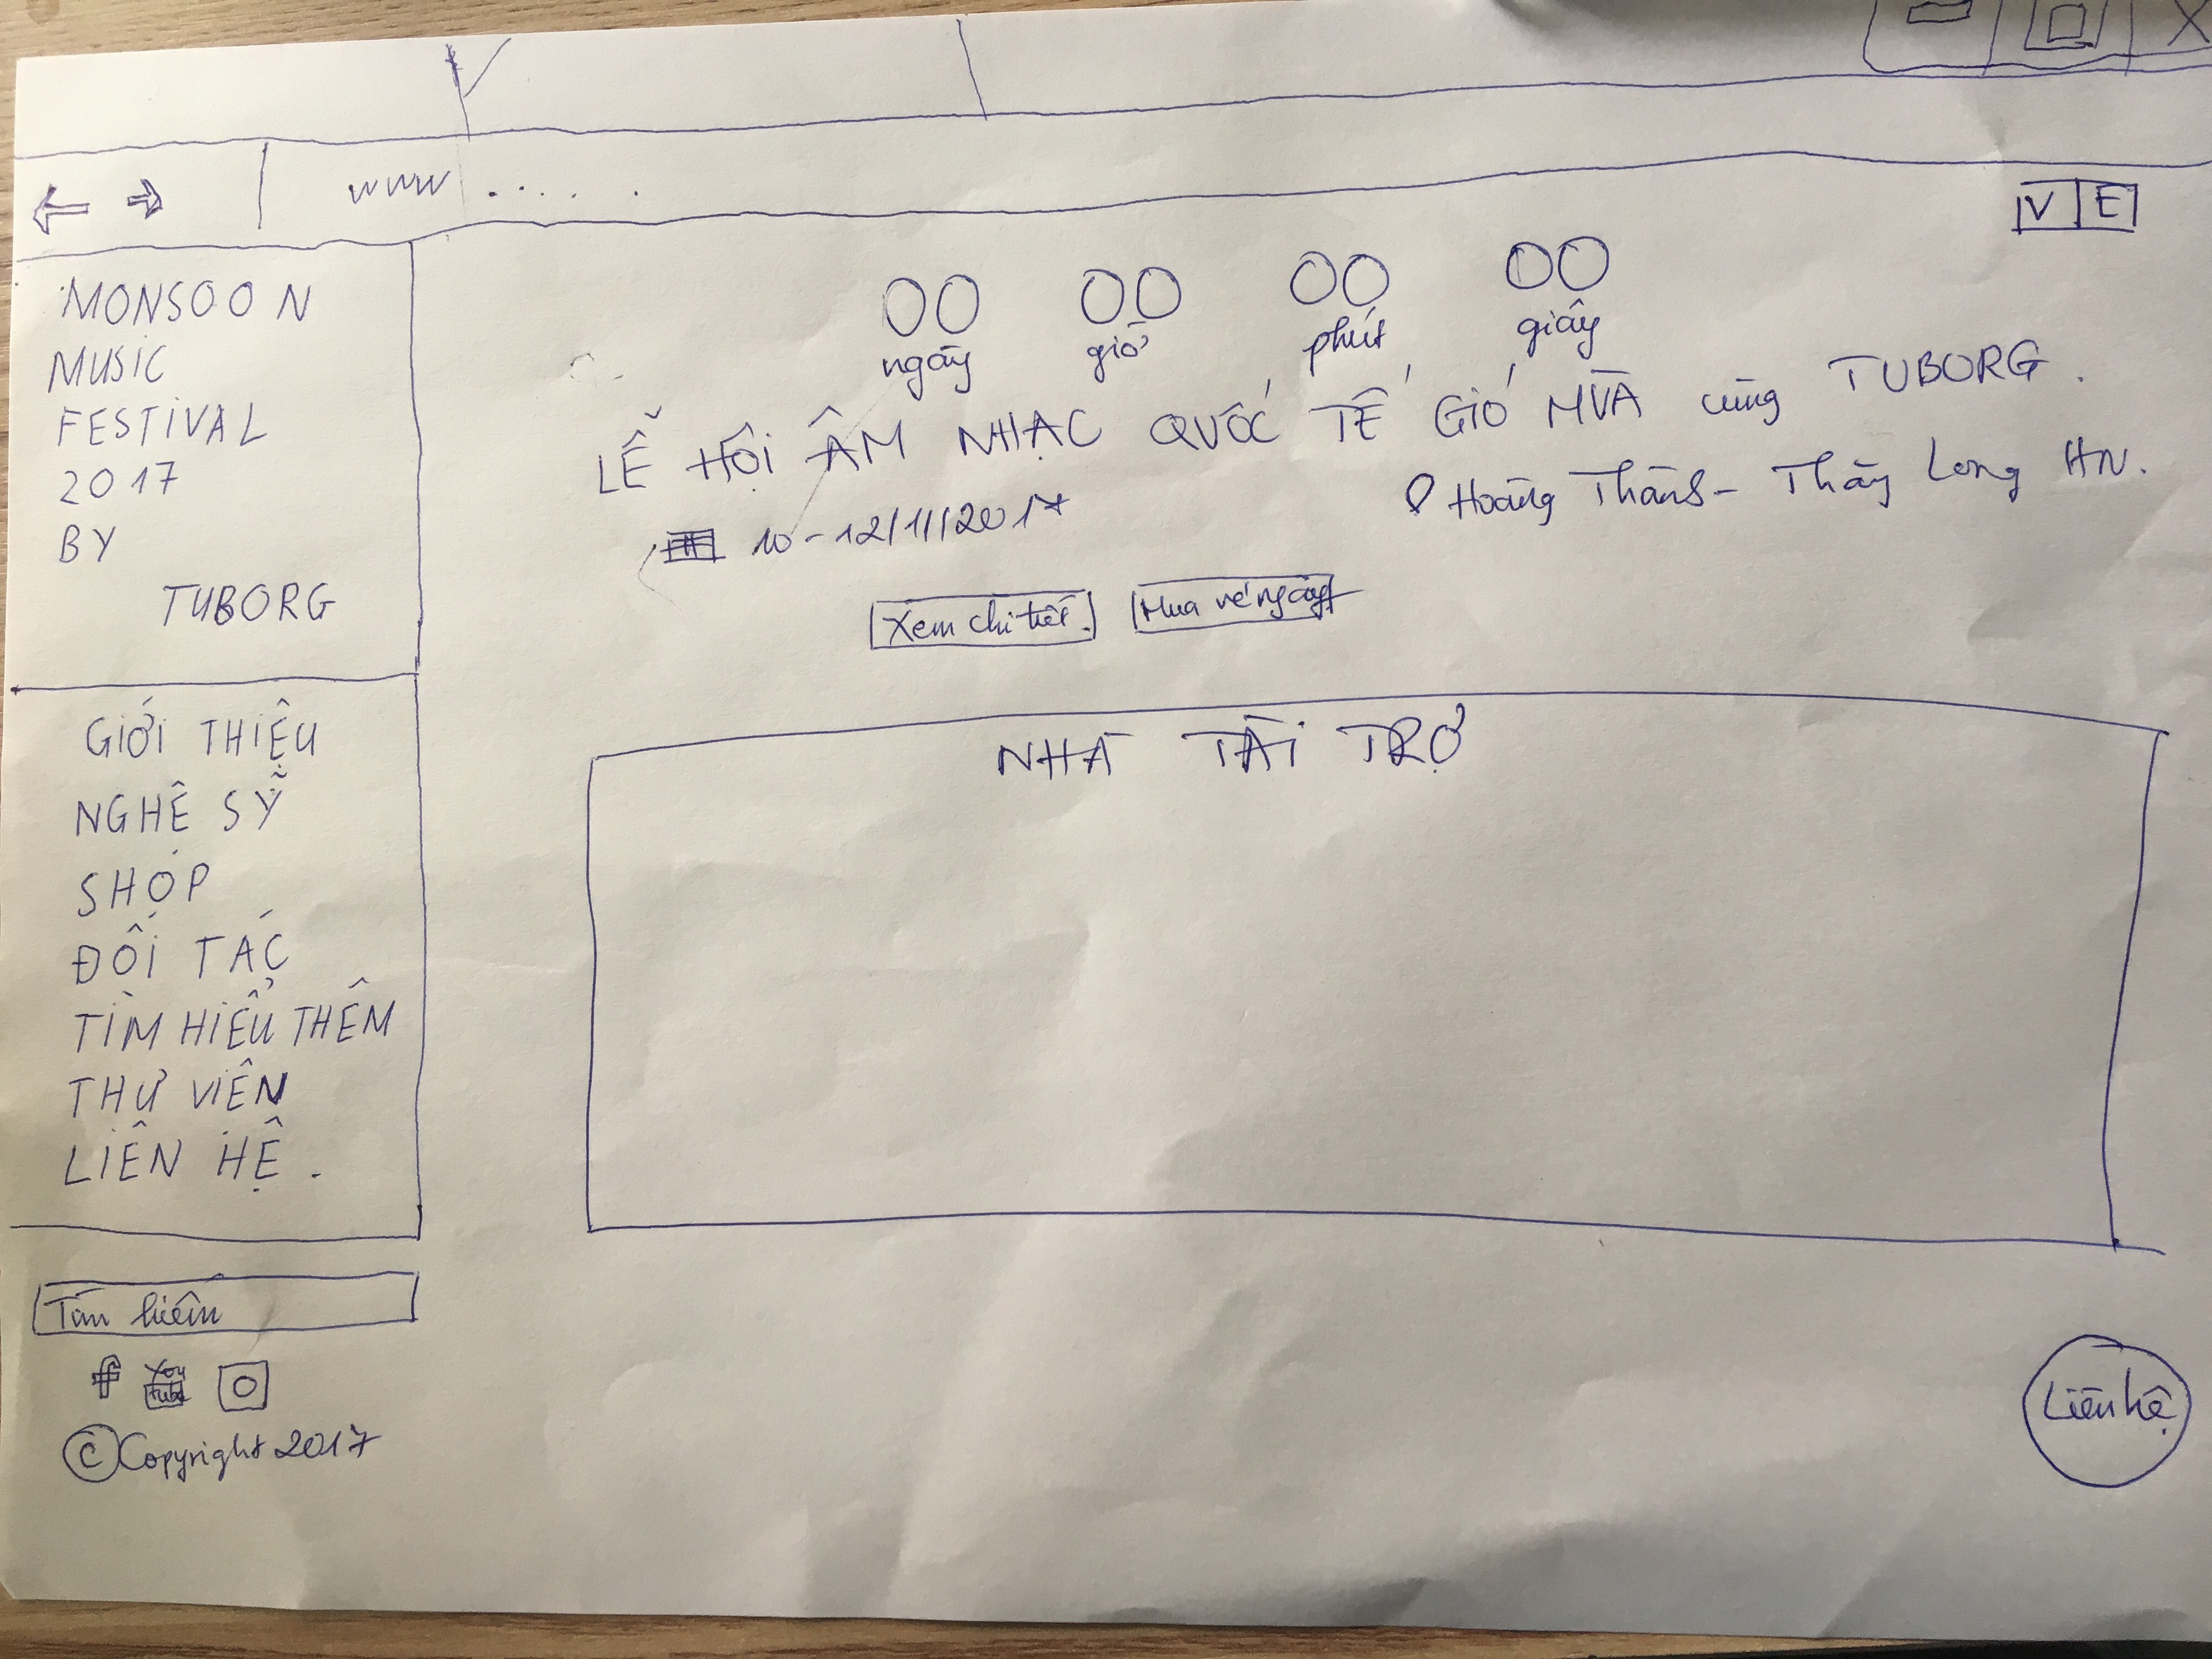 X
www . . . . .
V E
MONSOON
MUSIC
FESTIVAL
2017
BY
TUBORG
GIỚI THIỆU
NGHỆ SỸ
SHOP
ĐỐI TÁC
TÌM HIỂU THÊM
THƯ VIỆN
LIÊN HỆ.
Tìm kiếm
f You Tube
© Copyright 2017
00 00 00 00
ngày giờ phút giây
LỄ HỘI ÂM NHẠC QUỐC TẾ GIÓ MÙA cùng TUBORG.
10-12/11/2017 Hoàng Thành - Thăng Long HN.
Xem chi tiết. Mua vé ngay
NHÀ TÀI TRỢ
Liên hệ